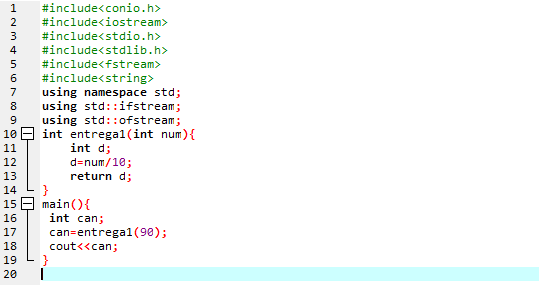 1 #include<conio.h>
2 #include<iostream>
3 #include<stdio.h>
4 #include<stdlib.h>
5 #include<fstream>
6 #include<string>
7 using namespace std;
8 using std::ifstream;
9 using std::ofstream;
10 int entrega1(int num){
11 int d;
12 d=num/10;
13 return d;
14 }
15 main(){
16 int can;
17 can=entrega1(90);
18 cout<<can;
19 }
20